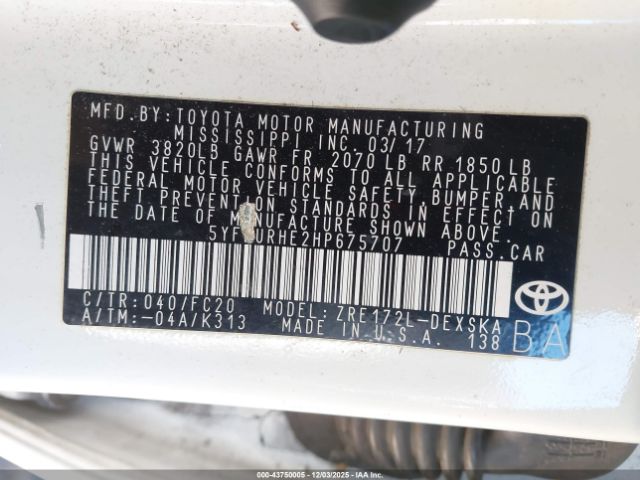 MFD.BY:TOYOTA MOTOR MANUFACTURING
MISSISSIPPI INC. 03/17
GVWR 3820LB GAWR FR 2070 LB RR 1850 LB
THIS VEHICLE CONFORMS TO ALL APPLICABLE
FEDERAL MOTOR VEHICLE SAFETY, BUMPER, AND
THEFT PREVENTION STANDARDS IN EFFECT ON
THE DATE OF MANUFACTURE SHOWN ABOVE.
PASS.CAR
C/TR: 040/FC20 MODEL: ZRE172L-DEXSKA
A/TM:-04A/K313 MADE IN U.S.A. 138
BA
TOYOTA
000-43750005 - 12/03/2025 - IAAI.COM